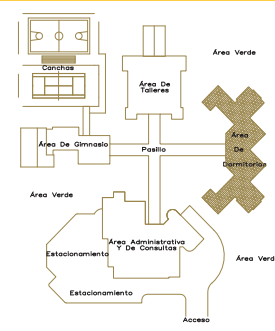 Área Verde
Canchas
Área De
Talleres
Área
De
Dormitorios
Área De Gimnasio
Pasillo
Área Verde
Área Administrativa
Y De Consultas
Estacionamiento
Área Verd
Estacionamiento
Acceso